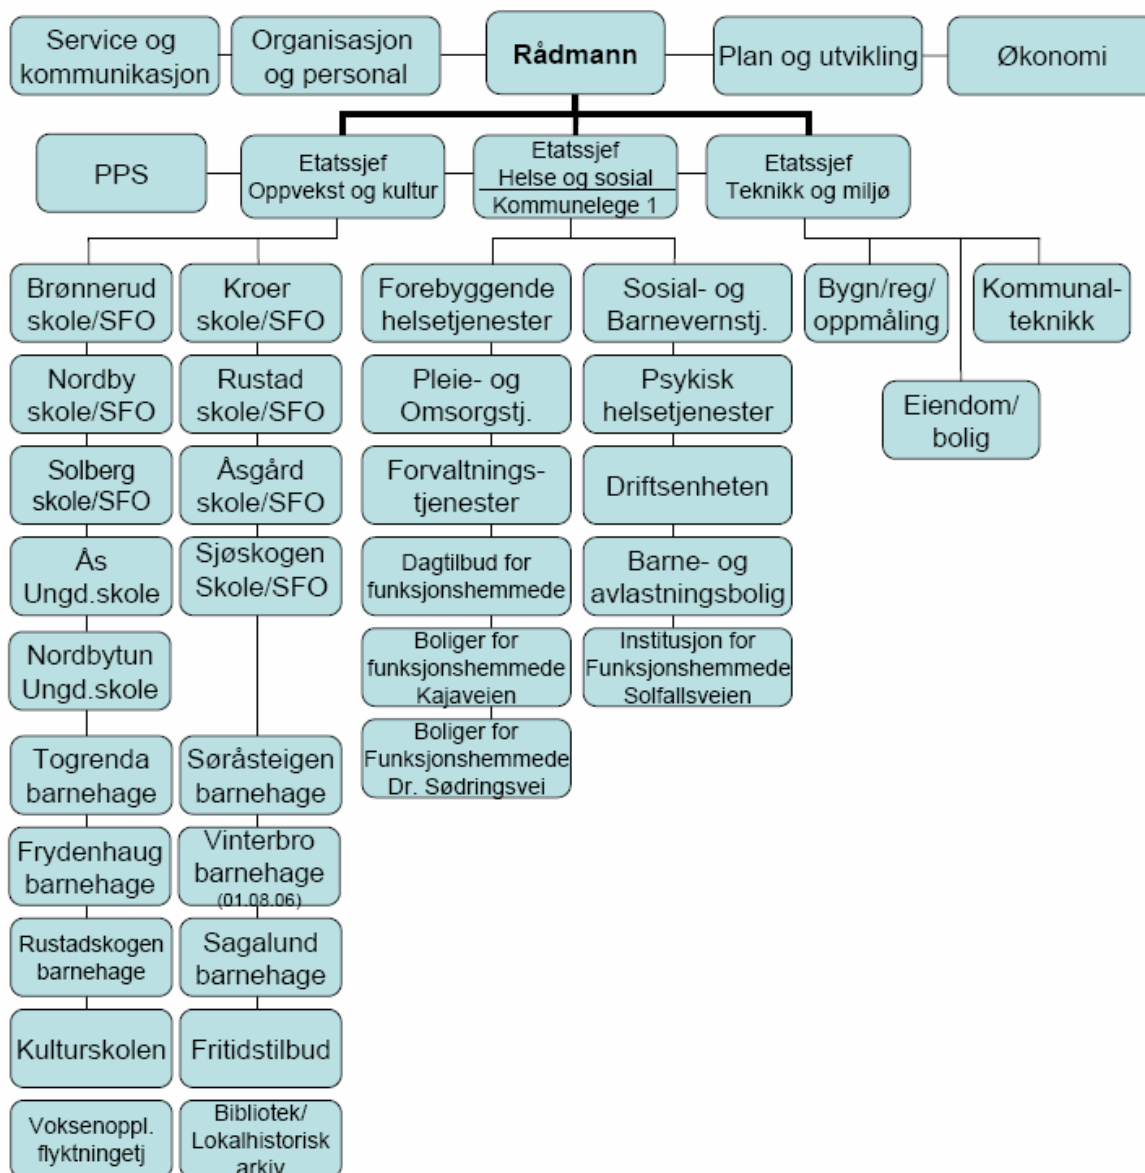 Service og
kommunikasjon
Organisasjon
og personal
Rådmann
Plan og utvikling
Økonomi
PPS
Etatssjef
Oppvekst og kultur
Etatssjef
Helse og sosial
Kommunelege 1
Etatssjef
Teknikk og miljø
Brønnerud
skole/SFO
Nordby
skole/SFO
Solberg
skole/SFO
Ås
Ungd.skole
Nordbytun
Ungd.skole
Togrenda
barnehage
Frydenhaug
barnehage
Rustadskogen
barnehage
Kulturskolen
Voksenoppl.
flyktningetj
Kroer
skole/SFO
Rustad
skole/SFO
Åsgård
skole/SFO
Sjøskogen
Skole/SFO
Søråsteigen
barnehage
Vinterbro
barnehage
(01.08.06)
Sagalund
barnehage
Fritidstilbud
Bibliotek/
Lokalhistorisk
arkiv
Forebyggende
helsetjenester
Pleie- og
Omsorgstj.
Forvaltnings-
tjenester
Dagtilbud for
funksjonshemmede
Boliger for
funksjonshemmede
Kajaveien
Boliger for
Funksjonshemmede
Dr. Sødringsvei
Sosial- og
Barnevernstj.
Psykisk
helsetjenester
Driftsenheten
Barne- og
avlastningsbolig
Institusjon for
Funksjonshemmede
Solfallsveien
Bygn/reg/
oppmåling
Eiendom/
bolig
Kommunal-
teknikk